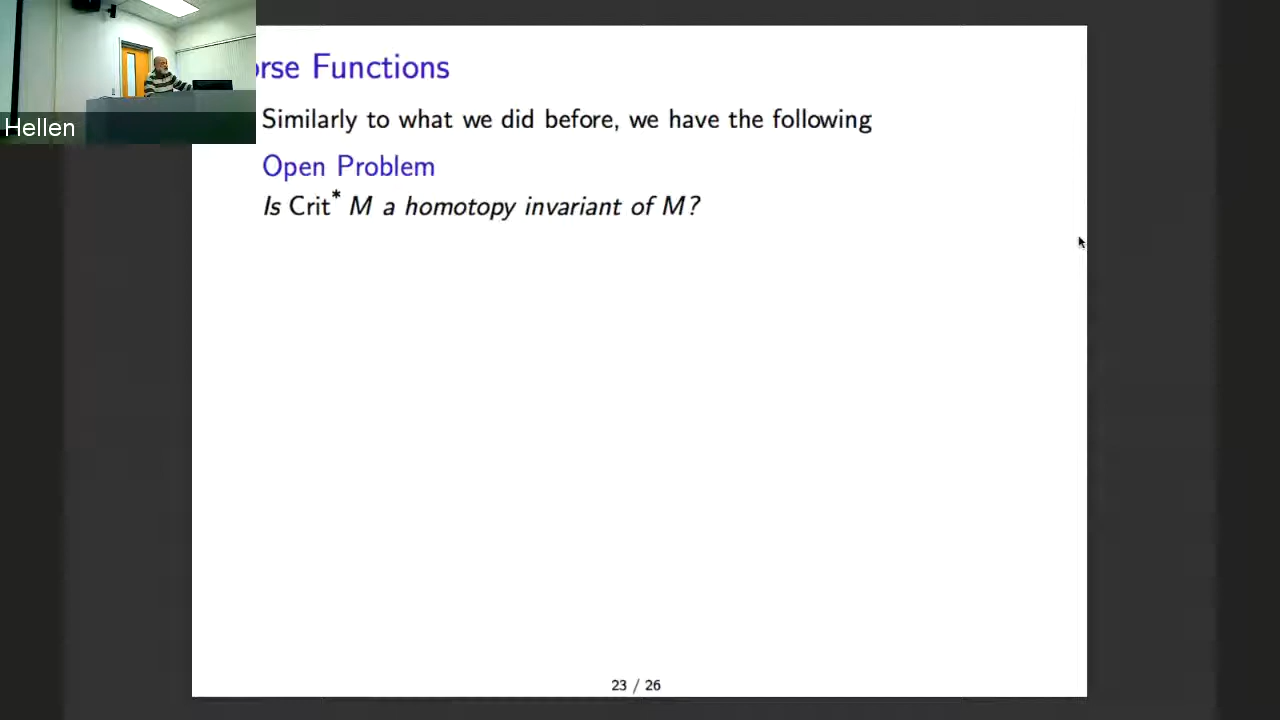 orse Functions
Similarly to what we did before, we have the following
Hellen
Open Problem
Is Crit* M a homotopy invariant of M?
23 / 26